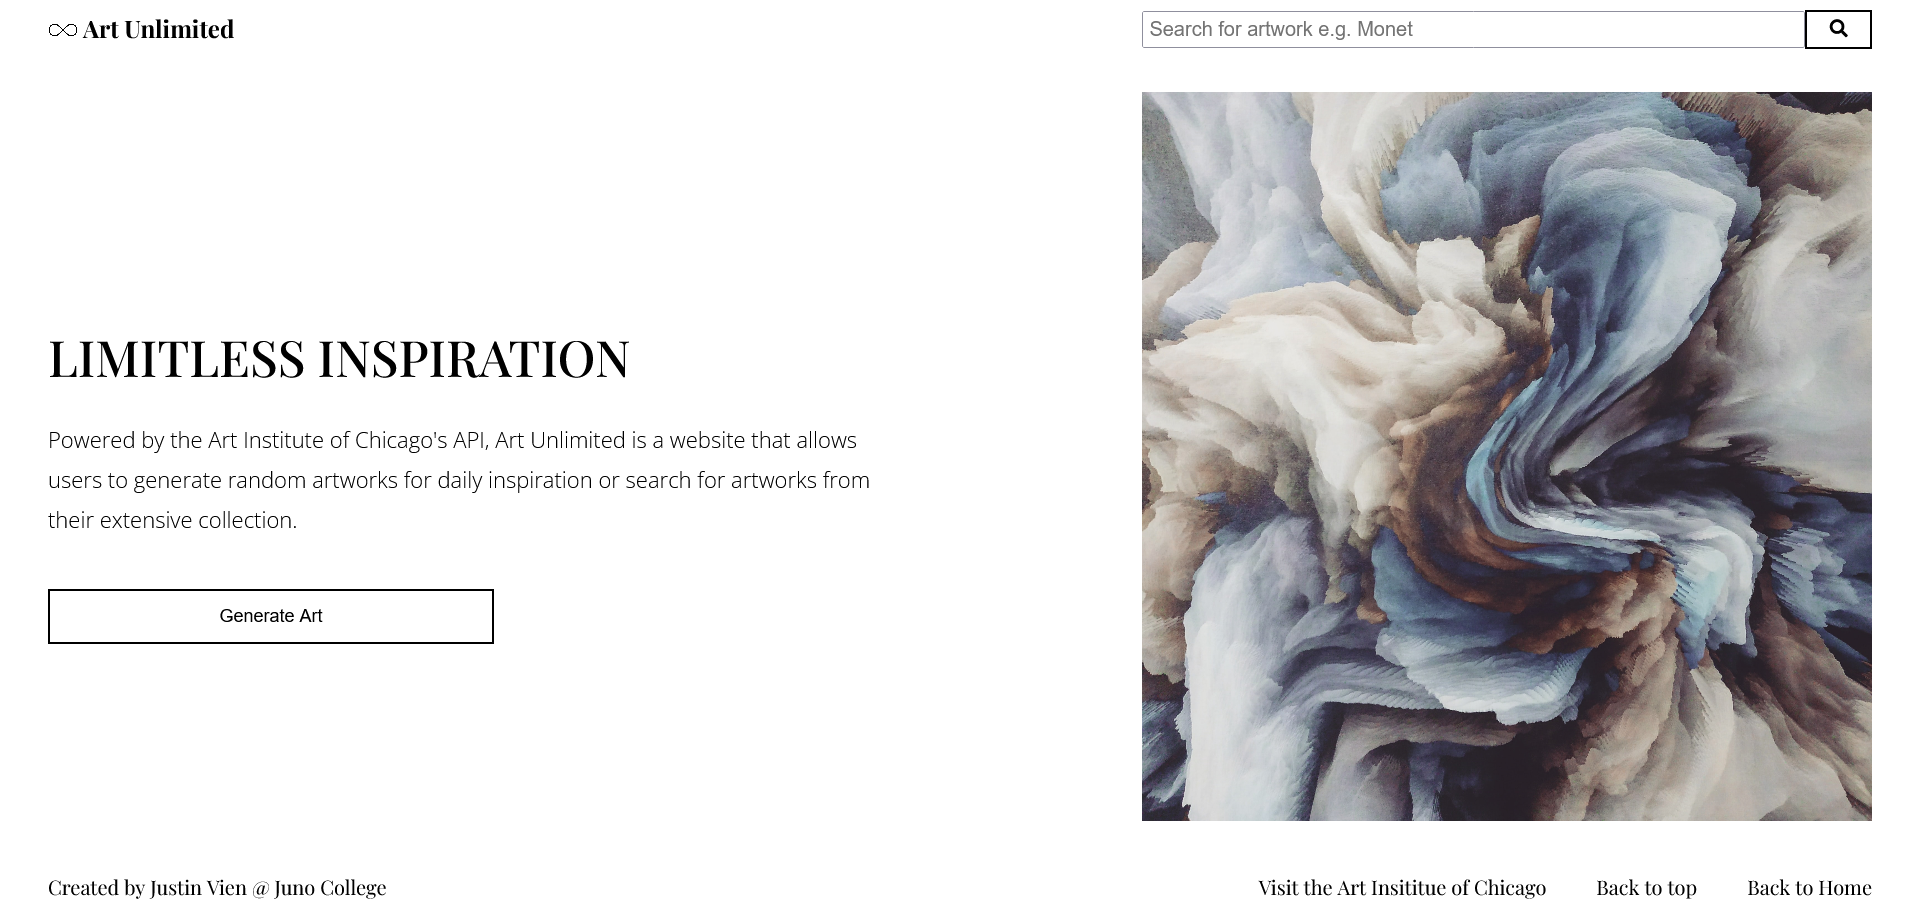 Art Unlimited
Search for artwork e.g. Monet
LIMITLESS INSPIRATION
Powered by the Art Institute of Chicago's API, Art Unlimited is a website that allows
users to generate random artworks for daily inspiration or search for artworks from
their extensive collection.
Generate Art
Created by Justin Vien @ Juno College
Visit the Art Insititue of Chicago
Back to top
Back to Home